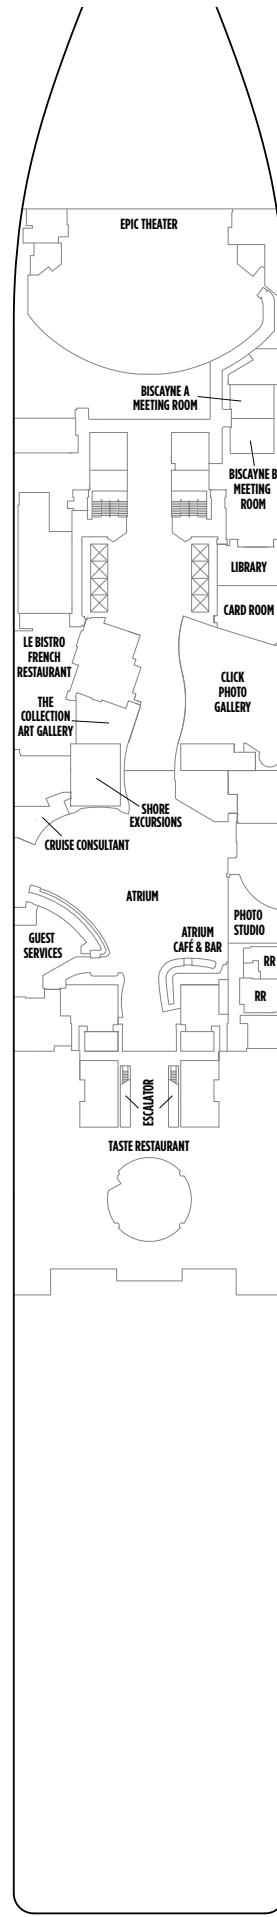 EPIC THEATER
BISCAYNE A
MEETING ROOM
BISCAYNE B
MEETING
ROOM
LIBRARY
CARD ROOM
LE BISTRO
FRENCH
RESTAURANT
CLICK
PHOTO
GALLERY
THE
COLLECTION
ART GALLERY
SHORE
EXCURSIONS
CRUISE CONSULTANT
ATRIUM
PHOTO
STUDIO
GUEST
SERVICES
ATRIUM
CAFÉ & BAR
RR
RR
ESCALATOR
TASTE RESTAURANT